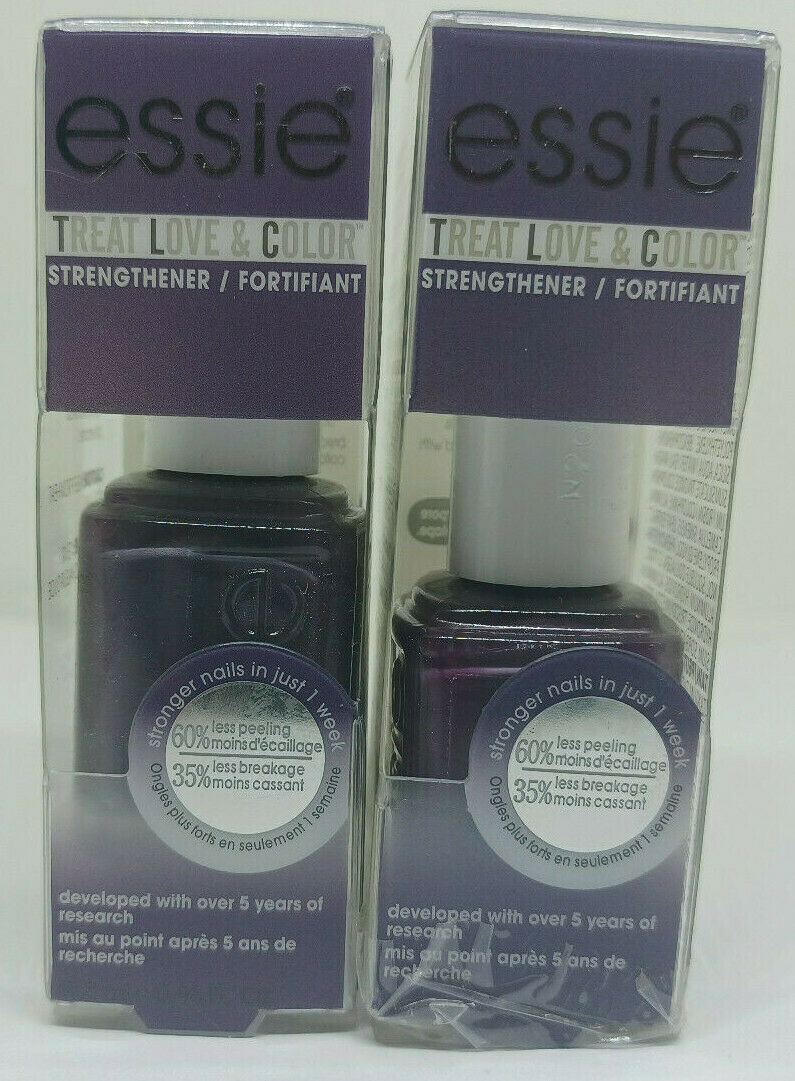 essie®
TREAT LOVE & COLOR™
STRENGTHENER / FORTIFIANT
stronger nails in just 1 week
60% less peeling
moins d'écaillage
35% less breakage
moins cassant
Ongles plus forts en seulement 1 semaine
developed with over 5 years of
research
mis au point après 5 ans de
recherche
essie®
TREAT LOVE & COLOR™
STRENGTHENER / FORTIFIANT
stronger nails in just 1 week
60% less peeling
moins d'écaillage
35% less breakage
moins cassant
Ongles plus forts en seulement 1 semaine
developed with over 5 years of
research
mis au point après 5 ans de
recherche